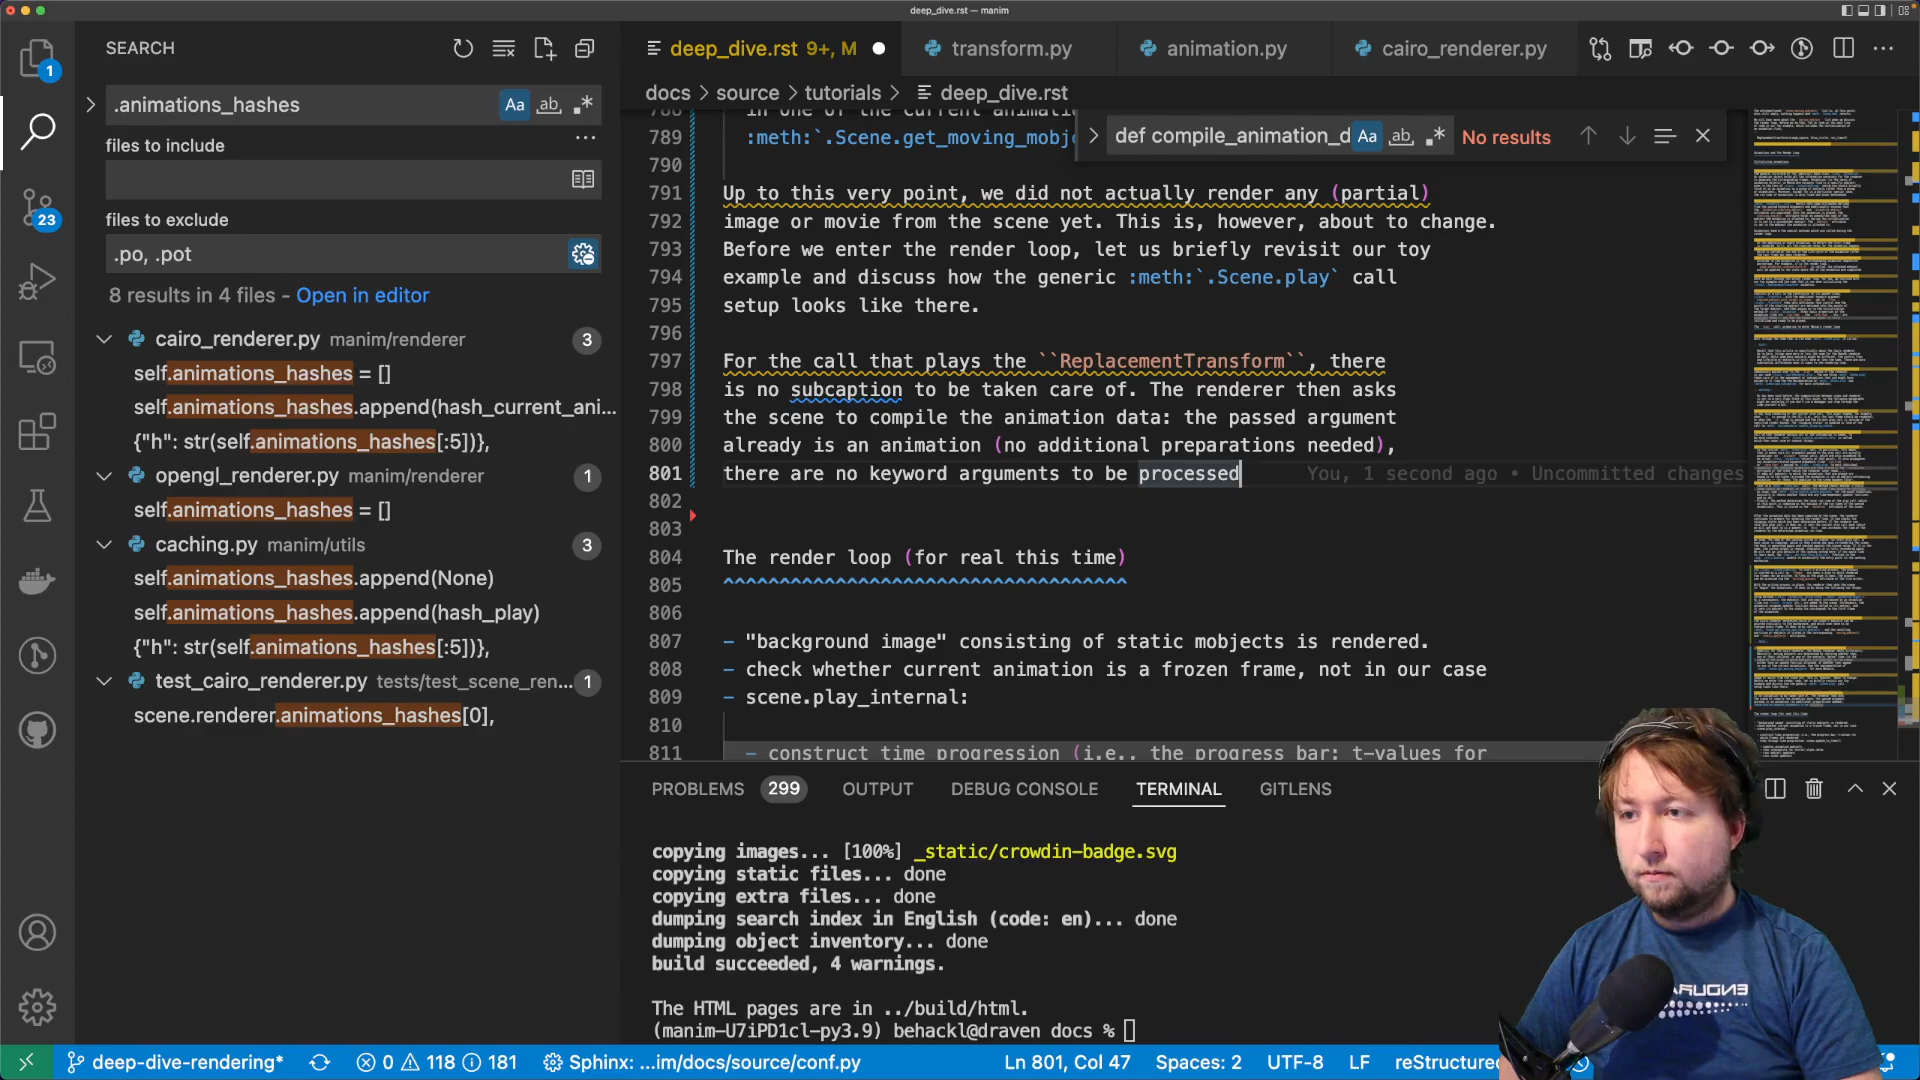 deep_dive.rst — manim
SEARCH
deep_dive.rst 9+, M
transform.py
animation.py
cairo_renderer.py
1
.animations_hashes
Aa
ab
docs > source > tutorials > deep_dive.rst
def compile_animation_d
Aa
ab
No results
files to include
files to exclude
.po, .pot
23
8 results in 4 files - Open in editor
cairo_renderer.py manim/renderer 3
self.animations_hashes = []
self.animations_hashes.append(hash_current_ani...
{"h": str(self.animations_hashes[:5])},
opengl_renderer.py manim/renderer 1
self.animations_hashes = []
caching.py manim/utils 3
self.animations_hashes.append(None)
self.animations_hashes.append(hash_play)
{"h": str(self.animations_hashes[:5])},
test_cairo_renderer.py tests/test_scene_ren... 1
scene.renderer.animations_hashes[0],
788 in one of the current animati
789 :meth:`.Scene.get_moving_mobje
790
791 Up to this very point, we did not actually render any (partial)
792 image or movie from the scene yet. This is, however, about to change.
793 Before we enter the render loop, let us briefly revisit our toy
794 example and discuss how the generic :meth:`.Scene.play` call
795 setup looks like there.
796
797 For the call that plays the ``ReplacementTransform``, there
798 is no subcaption to be taken care of. The renderer then asks
799 the scene to compile the animation data: the passed argument
800 already is an animation (no additional preparations needed),
801 there are no keyword arguments to be processed You, 1 second ago • Uncommitted changes
802
803
804 The render loop (for real this time)
805 ^^^^^^^^^^^^^^^^^^^^^^^^^^^^^^^^^^^^
806
807 - "background image" consisting of static mobjects is rendered.
808 - check whether current animation is a frozen frame, not in our case
809 - scene.play_internal:
810
811 - construct time progression (i.e., the progress bar: t-values for
PROBLEMS 299 OUTPUT DEBUG CONSOLE TERMINAL GITLENS
copying images... [100%] _static/crowdin-badge.svg
copying static files... done
copying extra files... done
dumping search index in English (code: en)... done
dumping object inventory... done
build succeeded, 4 warnings.
The HTML pages are in ../build/html.
(manim-U7iPD1cl-py3.9) behackl@draven docs %
deep-dive-rendering* 0 118 181 Sphinx: ...im/docs/source/conf.py Ln 801, Col 47 Spaces: 2 UTF-8 LF reStructure